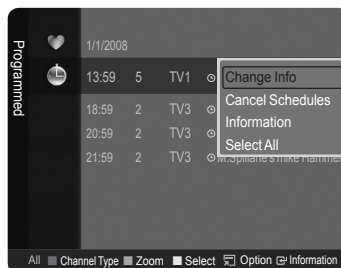 Programmed
1/1/2008
13:59 5 TV1
Change Info
Cancel Schedules
Information
Select All
18:59 2 TV3
20:59 2 TV3
21:59 2 TV3 M.Spillane's mike Hammer
All Channel Type Zoom Select Option Information